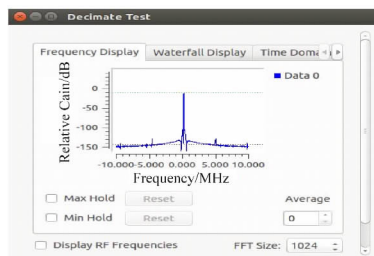 Decimate Test
Frequency Display Waterfall Display Time Doma
Data 0
Relative Cain/dB
0
-50
-100
-150
-10.000-5.000 0.000 5.000 10.000
Frequency/MHz
Max Hold Reset Average
Min Hold Reset 0
Display RF Frequencies FFT Size: 1024